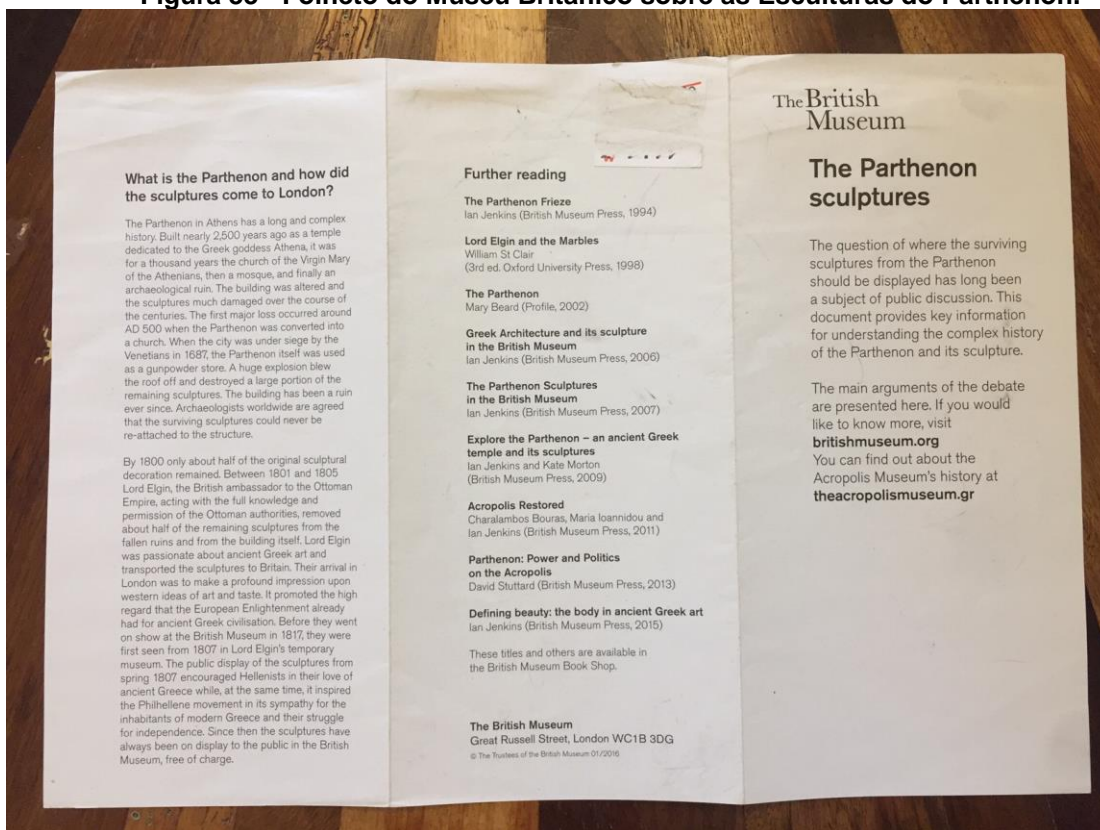 What is the Parthenon and how did
the sculptures come to London?
The Parthenon in Athens has a long and complex
history. Built nearly 2,500 years ago as a temple
dedicated to the Greek goddess Athena, it was
for a thousand years the church of the Virgin Mary
of the Athenians, then a mosque, and finally an
archaeological ruin. The building was altered and
the sculptures much damaged over the course of
the centuries. The first major loss occurred around
AD 500 when the Parthenon was converted into
a church. When the city was under siege by the
Venetians in 1687, the Parthenon itself was used
as a gunpowder store. A huge explosion blew
the roof off and destroyed a large portion of the
remaining sculptures. The building has been a ruin
ever since. Archaeologists worldwide are agreed
that the surviving sculptures could never be
re-attached to the structure.
By 1800 only about half of the original sculptural
decoration remained. Between 1801 and 1805
Lord Elgin, the British ambassador to the Ottoman
Empire, acting with the full knowledge and
permission of the Ottoman authorities, removed
about half of the remaining sculptures from the
fallen ruins and from the building itself. Lord Elgin
was passionate about ancient Greek art and
transported the sculptures to Britain. Their arrival in
London was to make a profound impression upon
western ideas of art and taste. It promoted the high
regard that the European Enlightenment already
had for ancient Greek civilisation. Before they went
on show at the British Museum in 1817, they were
first seen from 1807 in Lord Elgin's temporary
museum. The public display of the sculptures from
spring 1807 encouraged Hellenists in their love of
ancient Greece while, at the same time, it inspired
the Philhellene movement in its sympathy for the
inhabitants of modern Greece and their struggle
for independence. Since then the sculptures have
always been on display to the public in the British
Museum, free of charge.
Further reading
The Parthenon Frieze
Ian Jenkins (British Museum Press, 1994)
Lord Elgin and the Marbles
William St Clair
(3rd ed. Oxford University Press, 1998)
The Parthenon
Mary Beard (Profile, 2002)
Greek Architecture and its sculpture
in the British Museum
Ian Jenkins (British Museum Press, 2006)
The Parthenon Sculptures
in the British Museum
Ian Jenkins (British Museum Press, 2007)
Explore the Parthenon – an ancient Greek
temple and its sculptures
Ian Jenkins and Kate Morton
(British Museum Press, 2009)
Acropolis Restored
Charalambos Bouras, Maria Ioannidou and
Ian Jenkins (British Museum Press, 2011)
Parthenon: Power and Politics
on the Acropolis
David Stuttard (British Museum Press, 2013)
Defining beauty: the body in ancient Greek art
Ian Jenkins (British Museum Press, 2015)
These titles and others are available in
the British Museum Book Shop.
The British Museum
Great Russell Street, London WC1B 3DG
© The Trustees of the British Museum 01/2016
The British
Museum
The Parthenon
sculptures
The question of where the surviving
sculptures from the Parthenon
should be displayed has long been
a subject of public discussion. This
document provides key information
for understanding the complex history
of the Parthenon and its sculpture.
The main arguments of the debate
are presented here. If you would
like to know more, visit
britishmuseum.org
You can find out about the
Acropolis Museum's history at
theacropolismuseum.gr